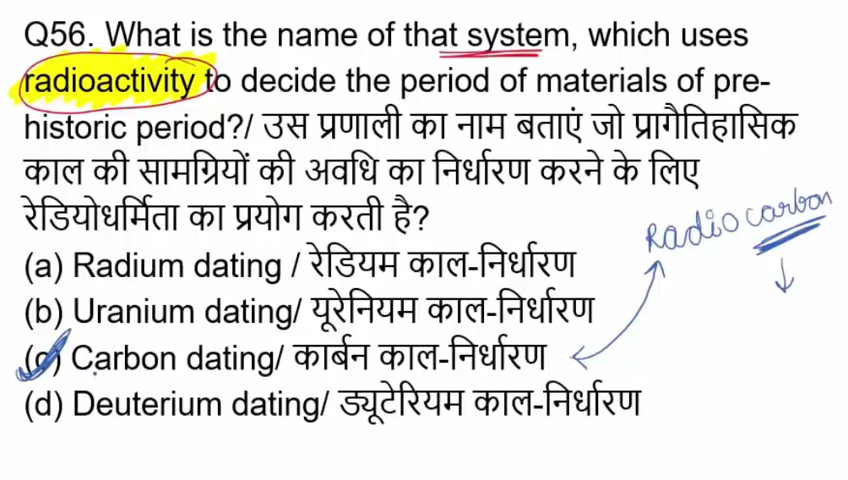 Q56. What is the name of that system, which uses
radioactivity to decide the period of materials of pre-
historic period?/ उस प्रणाली का नाम बताएं जो प्रागैतिहासिक
काल की सामग्रियों की अवधि का निर्धारण करने के लिए
रेडियोधर्मिता का प्रयोग करती है?
Radiocarbon
(a) Radium dating / रेडियम काल-निर्धारण
(b) Uranium dating/ यूरेनियम काल-निर्धारण
(c) Carbon dating/ कार्बन काल-निर्धारण
(d) Deuterium dating/ ड्यूटेरियम काल-निर्धारण